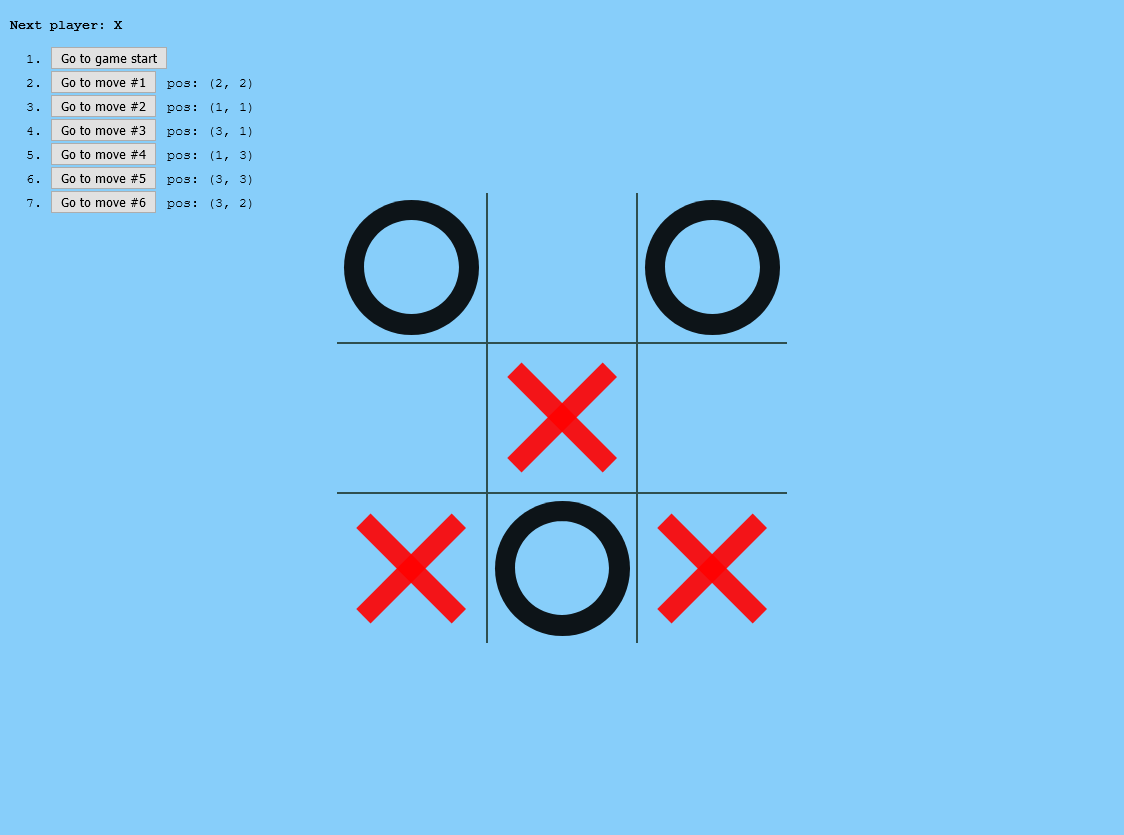 Next player: X
1. Go to game start
2. Go to move #1 pos: (2, 2)
3. Go to move #2 pos: (1, 1)
4. Go to move #3 pos: (3, 1)
5. Go to move #4 pos: (1, 3)
6. Go to move #5 pos: (3, 3)
7. Go to move #6 pos: (3, 2)